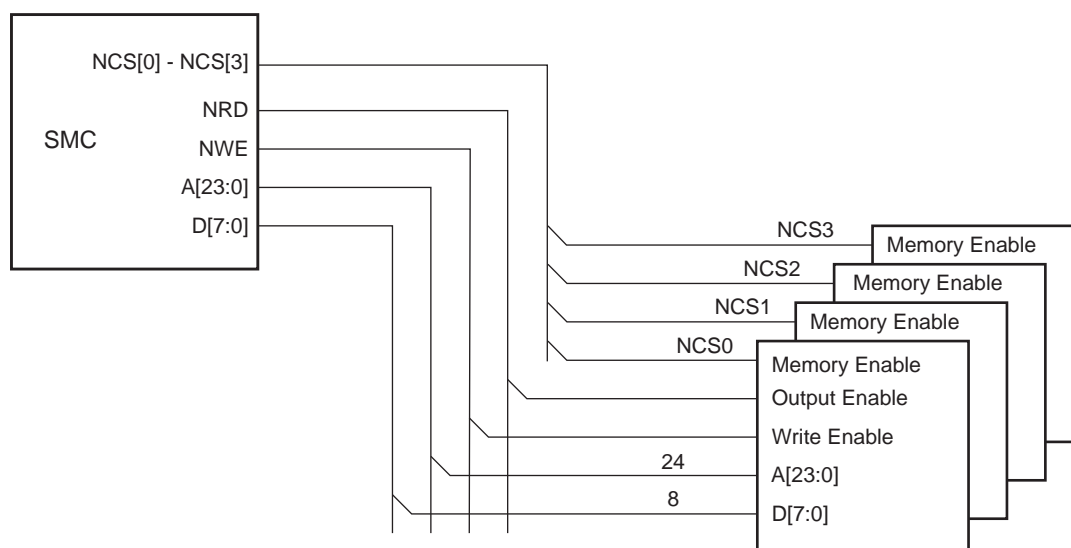 NCS[0] - NCS[3]
NRD
SMC
NWE
A[23:0]
D[7:0]
NCS3
Memory Enable
NCS2
Memory Enable
NCS1
Memory Enable
NCS0
Memory Enable
Output Enable
Write Enable
24
A[23:0]
8
D[7:0]